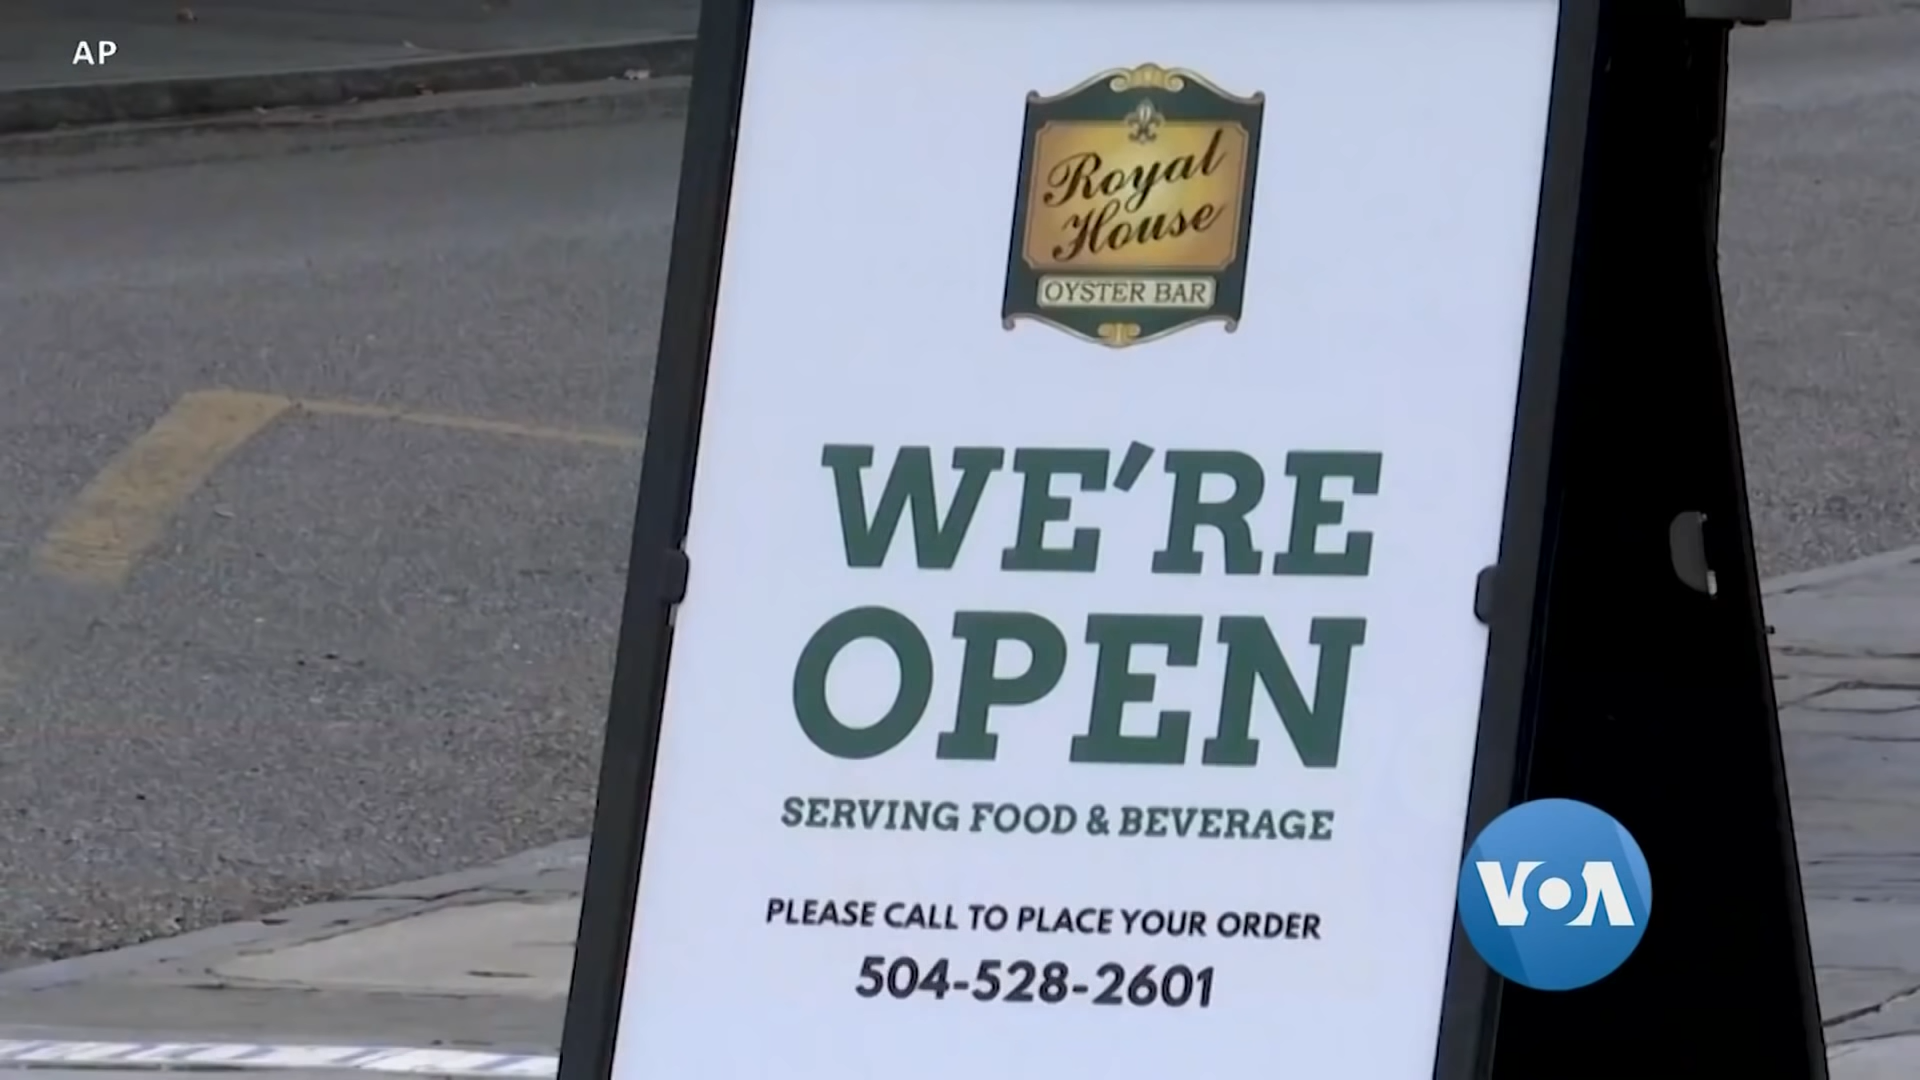 AP
Royal
House
OYSTER BAR
WE'RE
OPEN
SERVING FOOD & BEVERAGE
PLEASE CALL TO PLACE YOUR ORDER
504-528-2601
VOA